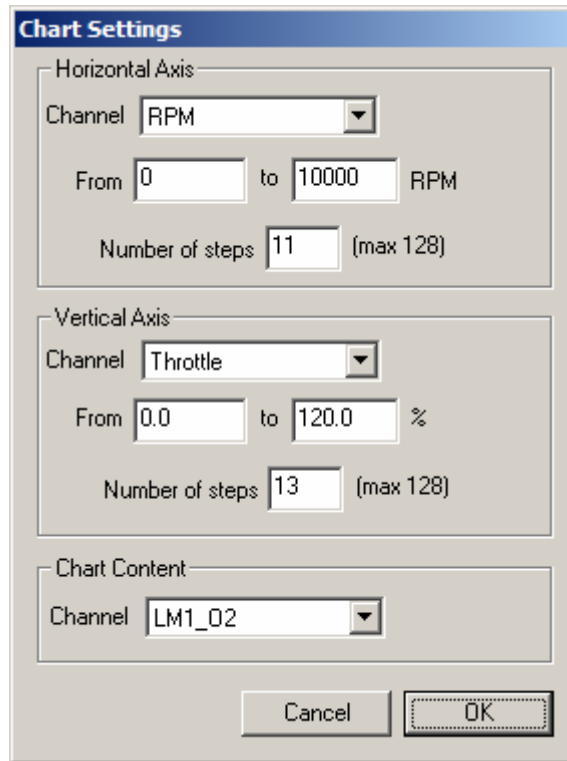 Chart Settings
Horizontal Axis
Channel RPM
From 0 to 10000 RPM
Number of steps 11 (max 128)
Vertical Axis
Channel Throttle
From 0.0 to 120.0 %
Number of steps 13 (max 128)
Chart Content
Channel LM1_O2
Cancel OK